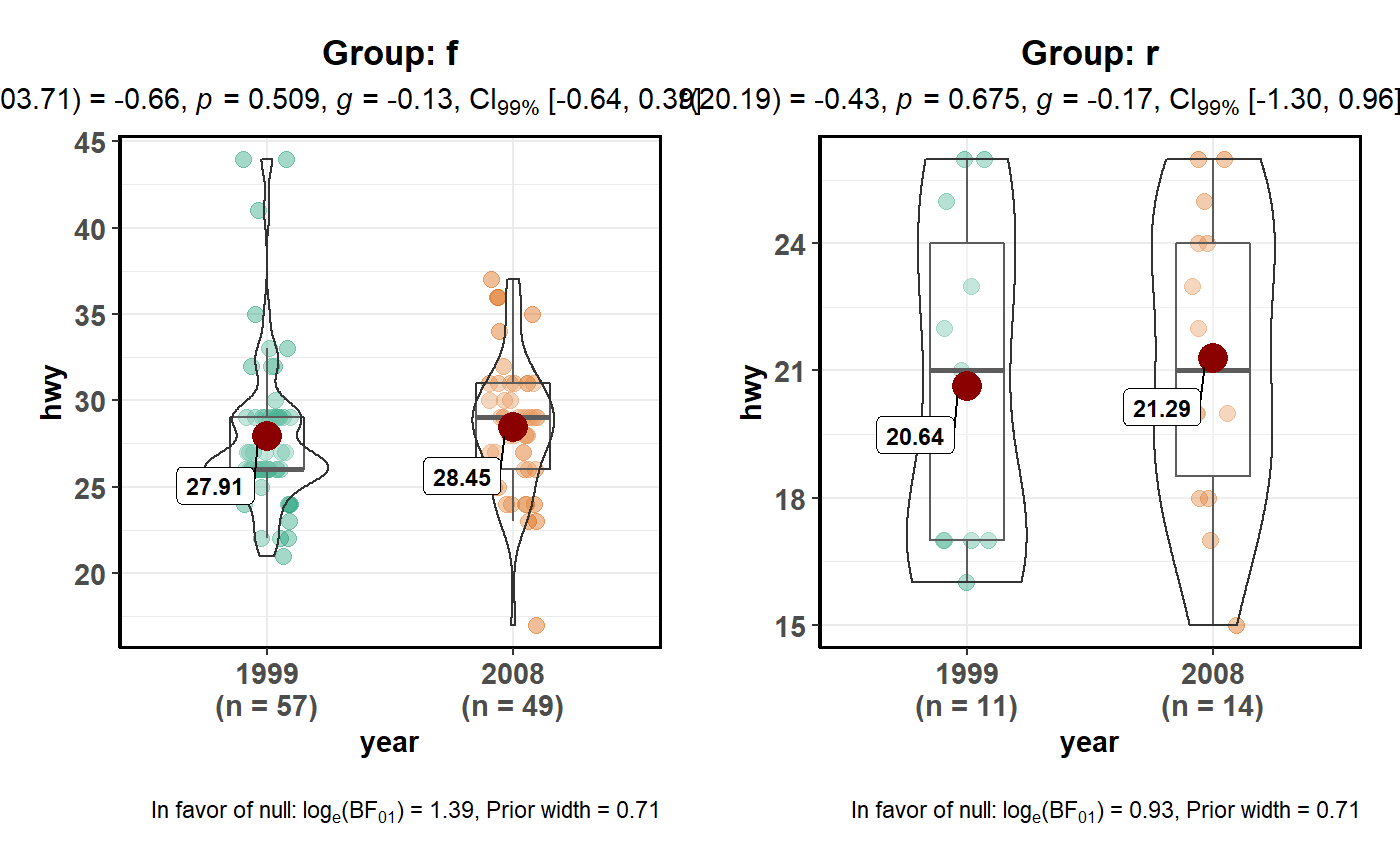 Group: f
03.71) = -0.66, p = 0.509, g = -0.13, CI99% [-0.64, 0.39]
hwy
45
40
35
30
25
20
27.91
28.45
1999
(n = 57)
2008
(n = 49)
year
In favor of null: loge(BF01) = 1.39, Prior width = 0.71
Group: r
(20.19) = -0.43, p = 0.675, g = -0.17, CI99% [-1.30, 0.96]
hwy
24
21
18
15
20.64
21.29
1999
(n = 11)
2008
(n = 14)
year
In favor of null: loge(BF01) = 0.93, Prior width = 0.71